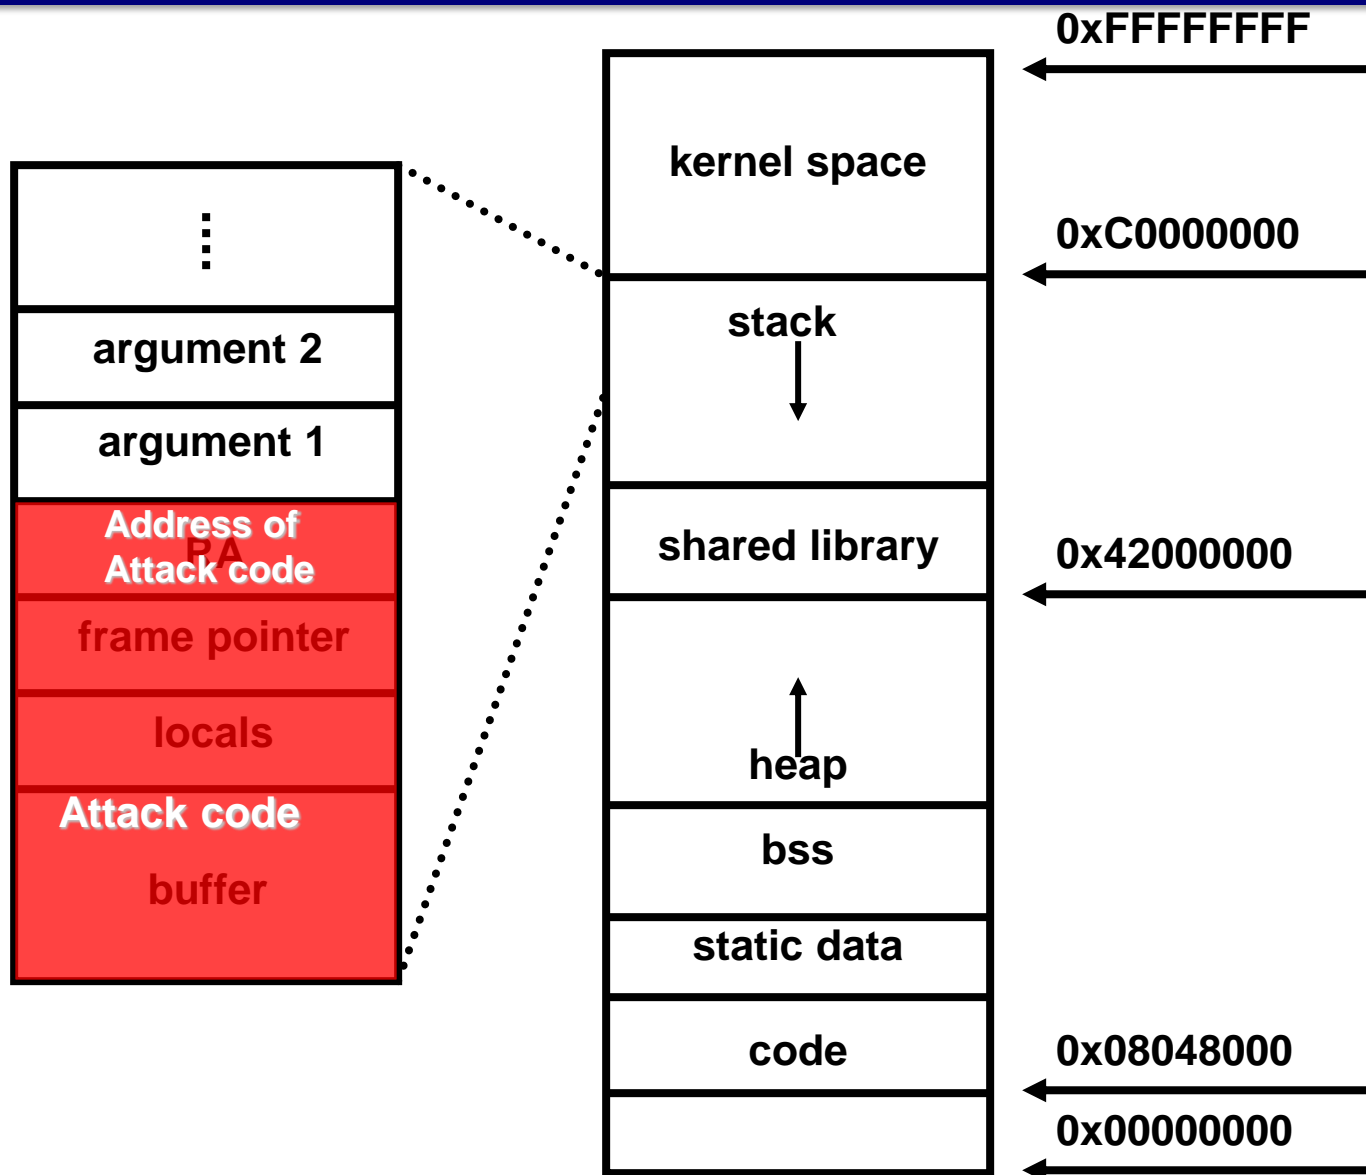 0xFFFFFFFF
kernel space
0xC0000000
stack
argument 2
argument 1
Address of
RA
Attack code
shared library
0x42000000
frame pointer
locals
heap
Attack code
bss
buffer
static data
code
0x08048000
0x00000000